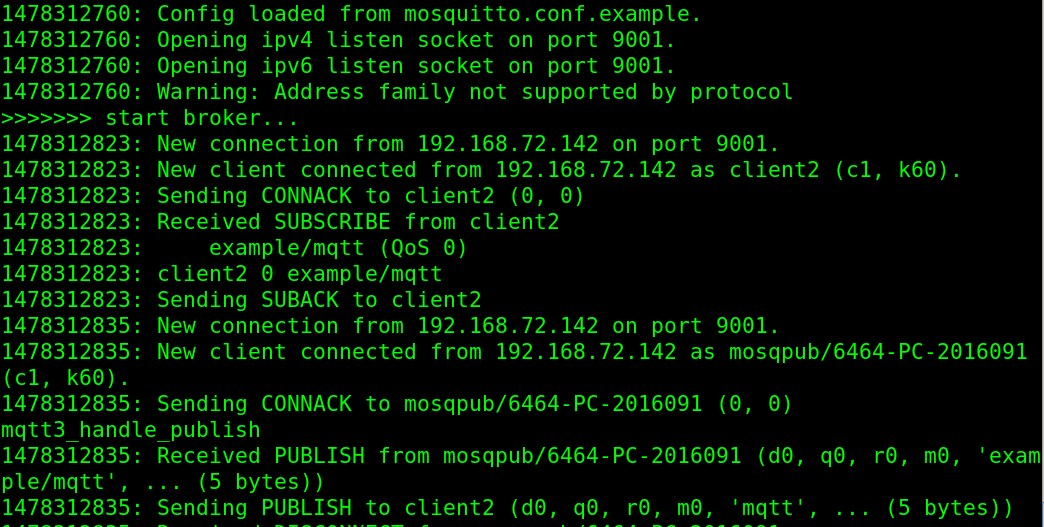 1478312760: Config loaded from mosquitto.conf.example.
1478312760: Opening ipv4 listen socket on port 9001.
1478312760: Opening ipv6 listen socket on port 9001.
1478312760: Warning: Address family not supported by protocol
>>>>>>> start broker...
1478312823: New connection from 192.168.72.142 on port 9001.
1478312823: New client connected from 192.168.72.142 as client2 (c1, k60).
1478312823: Sending CONNACK to client2 (0, 0)
1478312823: Received SUBSCRIBE from client2
1478312823:     example/mqtt (QoS 0)
1478312823: client2 0 example/mqtt
1478312823: Sending SUBACK to client2
1478312835: New connection from 192.168.72.142 on port 9001.
1478312835: New client connected from 192.168.72.142 as mosqpub/6464-PC-2016091
(c1, k60).
1478312835: Sending CONNACK to mosqpub/6464-PC-2016091 (0, 0)
mqtt3_handle_publish
1478312835: Received PUBLISH from mosqpub/6464-PC-2016091 (d0, q0, r0, m0, 'exam
ple/mqtt', ... (5 bytes))
1478312835: Sending PUBLISH to client2 (d0, q0, r0, m0, 'mqtt', ... (5 bytes))